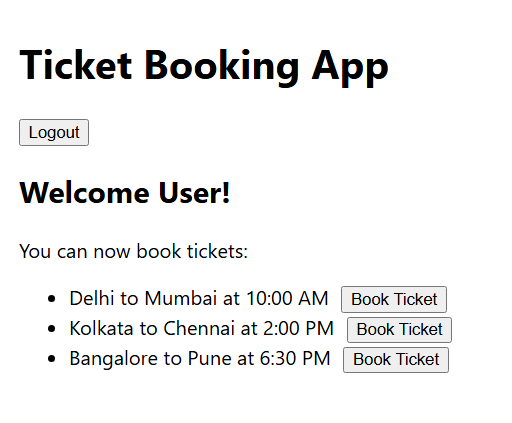 Ticket Booking App
Logout
Welcome User!
You can now book tickets:
Delhi to Mumbai at 10:00 AM Book Ticket
Kolkata to Chennai at 2:00 PM Book Ticket
Bangalore to Pune at 6:30 PM Book Ticket